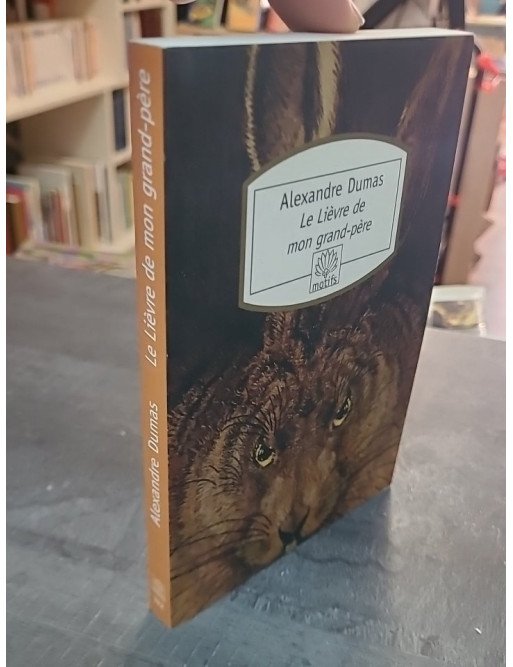 Alexandre Dumas
Le Lièvre de
mon grand-père
motifs
Alexandre Dumas Le Lièvre de mon grand-père